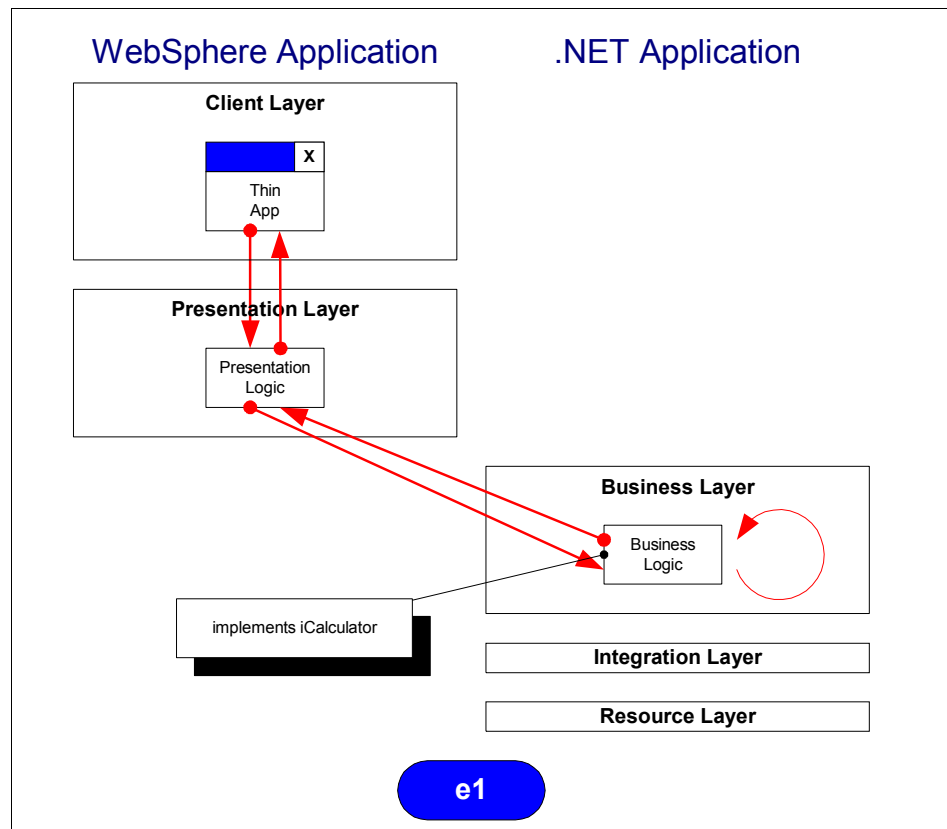 WebSphere Application
.NET Application
Client Layer
X
Thin
App
Presentation Layer
Presentation
Logic
Business Layer
Business
Logic
implements iCalculator
Integration Layer
Resource Layer
e1